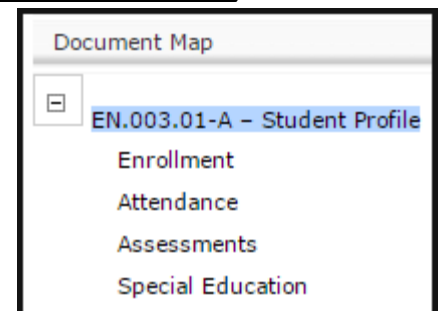 Document Map
EN.003.01-A – Student Profile
Enrollment
Attendance
Assessments
Special Education